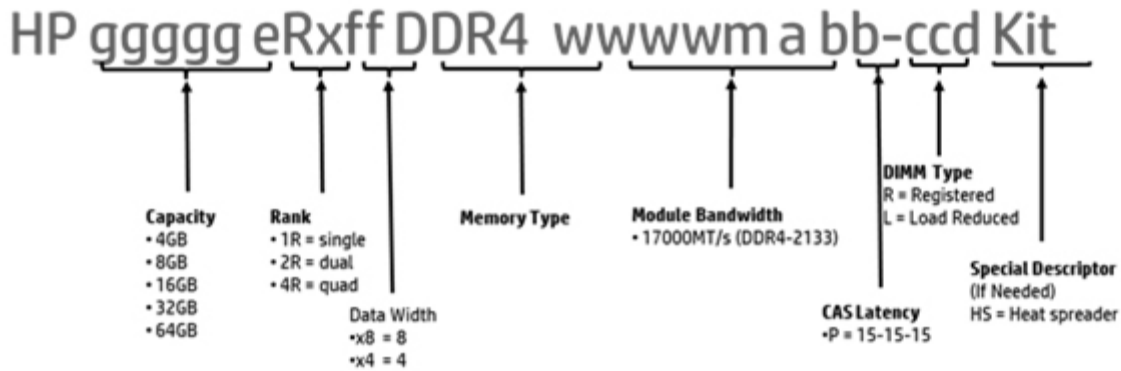 HP ggggg eRxff DDR4 wwwwm a bb-ccd Kit
Capacity
• 4GB
• 8GB
• 16GB
• 32GB
• 64GB
Rank
• 1R = single
• 2R = dual
• 4R = quad
Data Width
•x8 = 8
•x4 = 4
Memory Type
Module Bandwidth
• 17000MT/s (DDR4-2133)
CAS Latency
•P = 15-15-15
DIMM Type
R = Registered
L = Load Reduced
Special Descriptor
(If Needed)
HS = Heat spreader